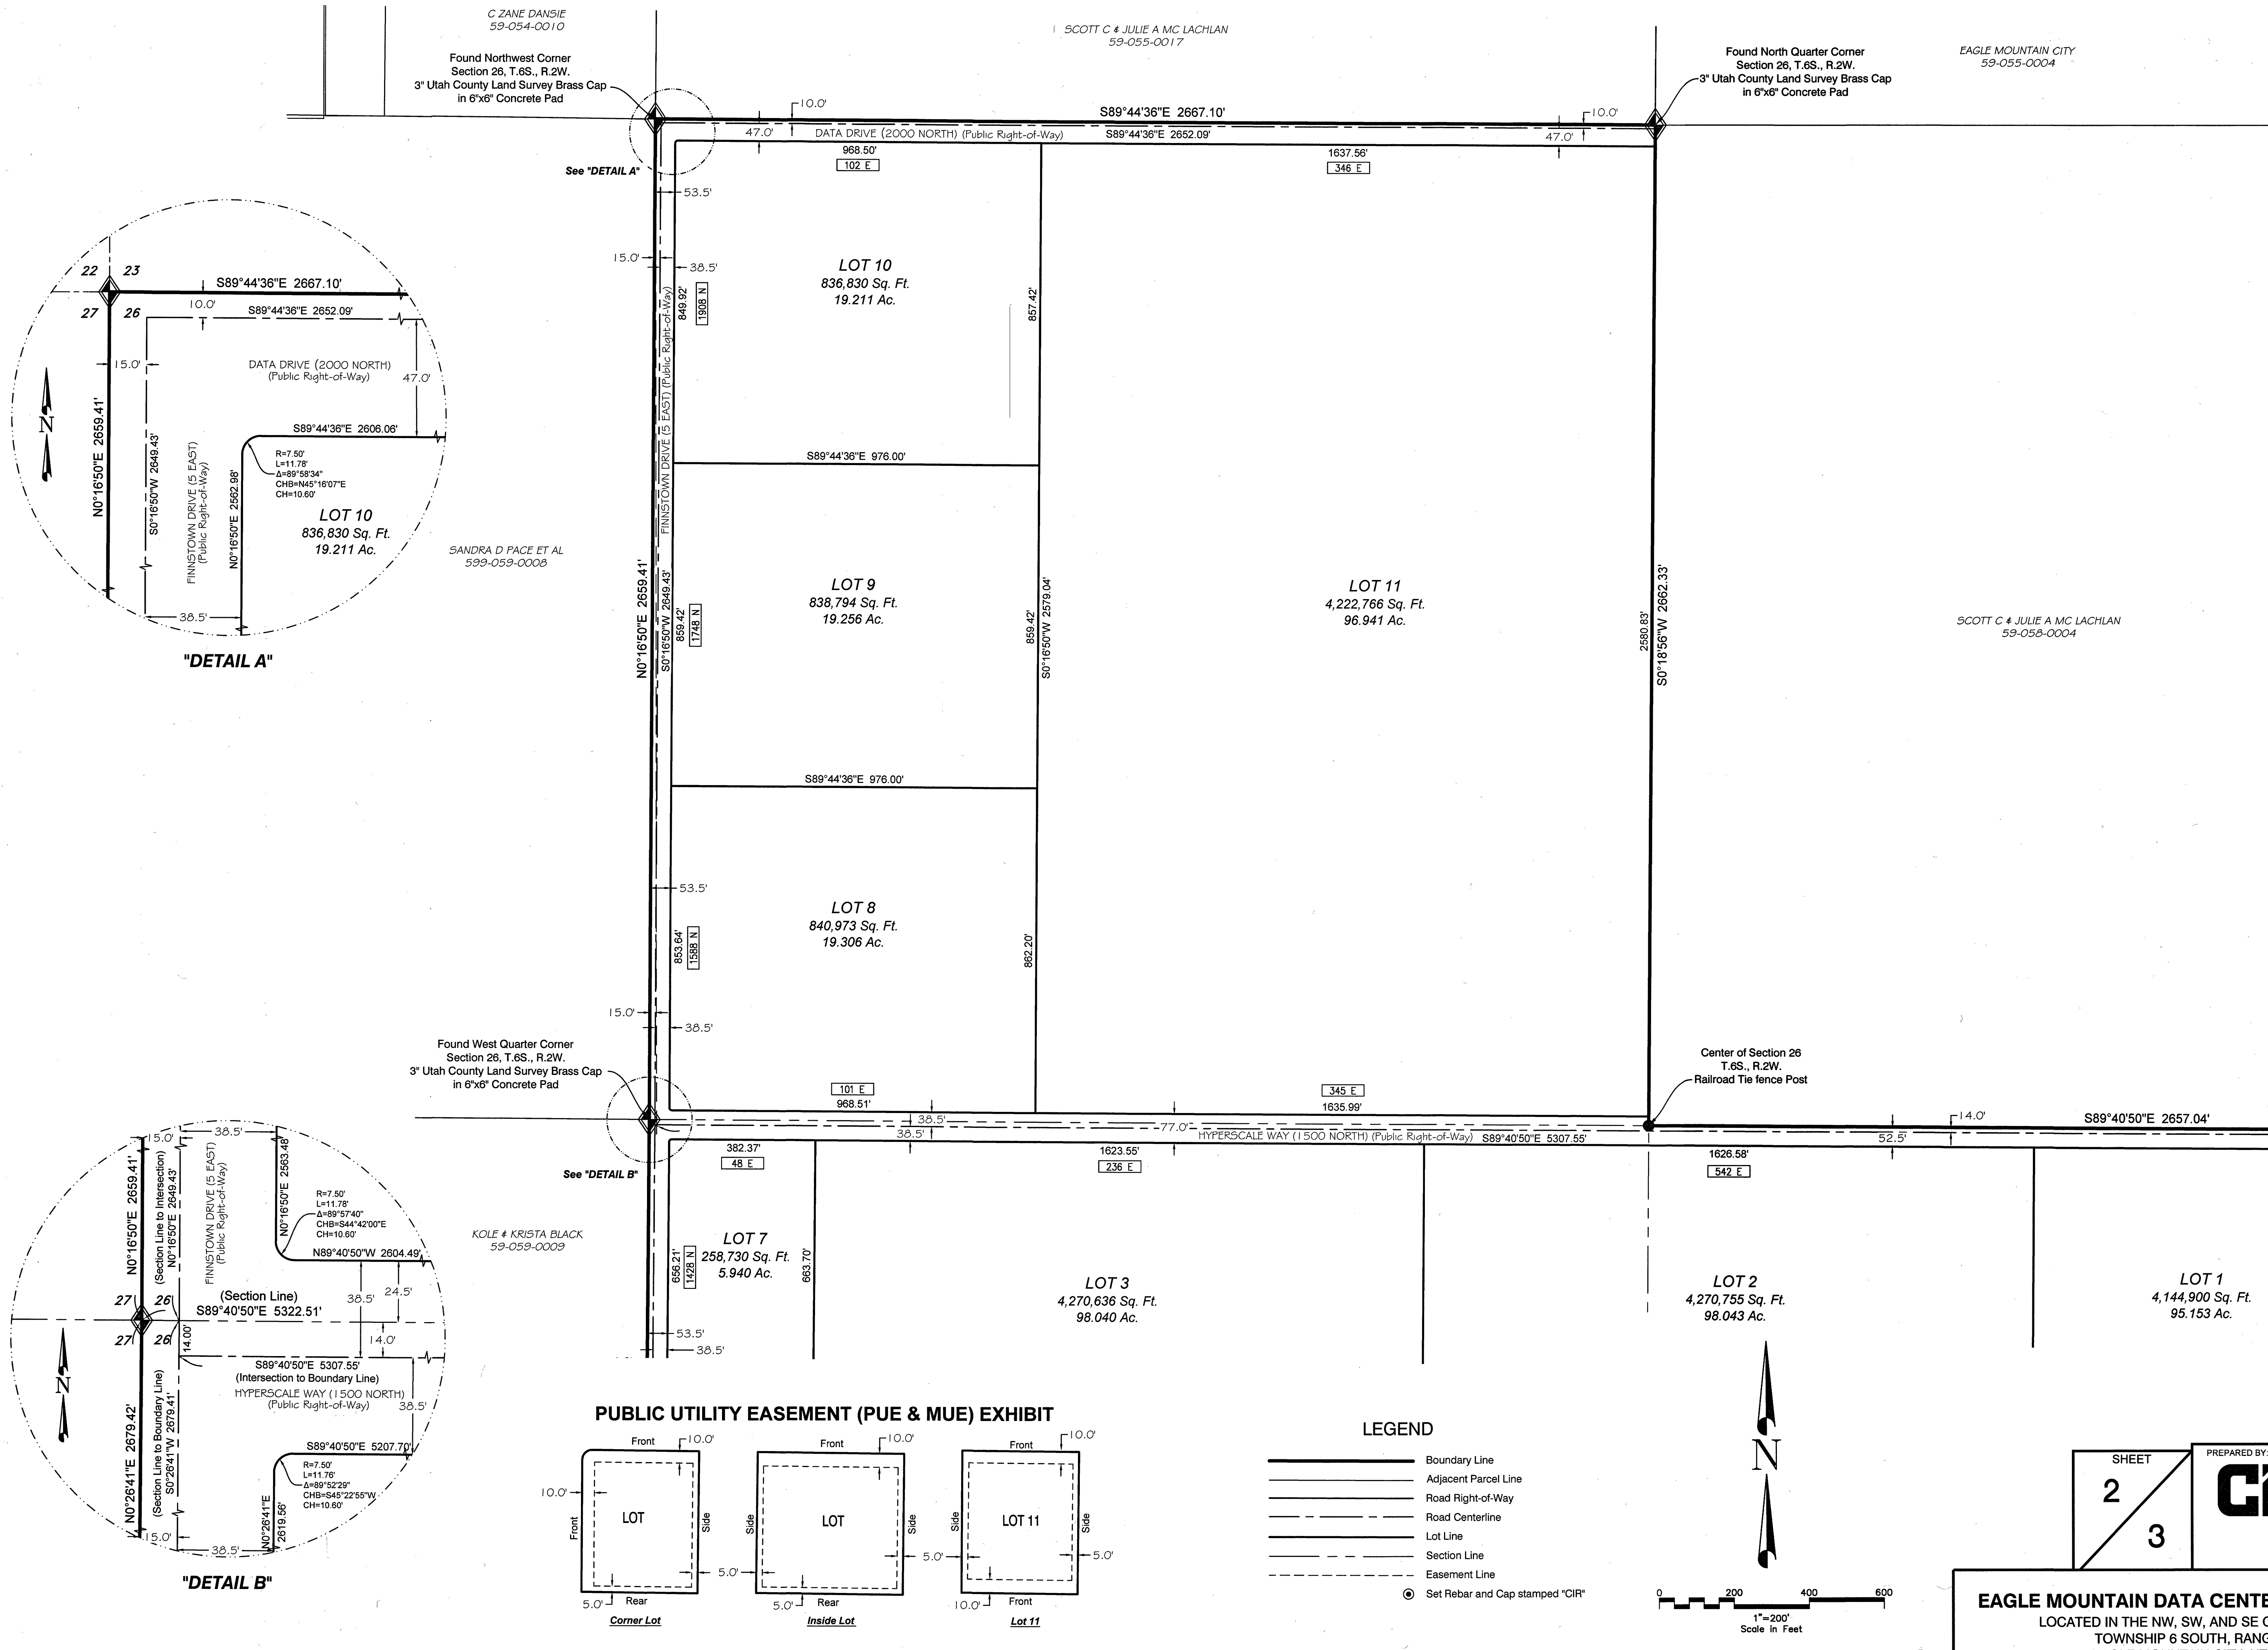 C ZANE DANSIE
59-054-0010
SCOTT C & JULIE A MC LACHLAN
59-055-0017
EAGLE MOUNTAIN CITY
59-055-0004
Found Northwest Corner
Section 26, T.6S., R.2W.
3" Utah County Land Survey Brass Cap
in 6"x6" Concrete Pad
Found North Quarter Corner
Section 26, T.6S., R.2W.
3" Utah County Land Survey Brass Cap
in 6"x6" Concrete Pad
10.0'
S89°44'36"E 2667.10'
10.0'
47.0'
DATA DRIVE (2000 NORTH) (Public Right-of-Way)
S89°44'36"E 2652.09'
47.0'
See "DETAIL A"
968.50'
102 E
1637.56'
346 E
53.5'
15.0'
38.5'
LOT 10
836,830 Sq. Ft.
19.211 Ac.
849.92'
1908 N
FINNSTOWN DRIVE (5 EAST) (Public Right-of-Way)
857.42'
22 23
27 26
S89°44'36"E 2667.10'
10.0'
S89°44'36"E 2652.09'
15.0'
DATA DRIVE (2000 NORTH)
(Public Right-of-Way)
47.0'
N
N0°16'50"E 2659.41'
S0°16'50"W 2649.43'
FINNSTOWN DRIVE (5 EAST)
(Public Right-of-Way)
N0°16'50"E 2562.98'
S89°44'36"E 2606.06'
R=7.50'
L=11.78'
Δ=89°58'34"
CHB=N45°16'07"E
CH=10.60'
LOT 10
836,830 Sq. Ft.
19.211 Ac.
38.5'
"DETAIL A"
SANDRA D PACE ET AL
599-059-0008
S89°44'36"E 976.00'
N0°16'50"E 2659.41'
S0°16'50"W 2649.43'
859.42'
1748 N
LOT 9
838,794 Sq. Ft.
19.256 Ac.
859.42'
S0°16'50"W 2579.04'
LOT 11
4,222,766 Sq. Ft.
96.941 Ac.
2580.83'
S0°18'56"W 2662.33'
SCOTT C & JULIE A MC LACHLAN
59-058-0004
S89°44'36"E 976.00'
53.5'
LOT 8
840,973 Sq. Ft.
19.306 Ac.
853.64'
1588 N
862.20'
15.0'
38.5'
Found West Quarter Corner
Section 26, T.6S., R.2W.
3" Utah County Land Survey Brass Cap
in 6"x6" Concrete Pad
Center of Section 26
T.6S., R.2W.
Railroad Tie fence Post
101 E
968.51'
345 E
1635.99'
38.5'
38.5'
77.0'
HYPERSCALE WAY (1500 NORTH) (Public Right-of-Way)
S89°40'50"E 5307.55'
14.0'
S89°40'50"E 2657.04'
52.5'
See "DETAIL B"
382.37'
48 E
1623.55'
236 E
1626.58'
542 E
KOLE & KRISTA BLACK
59-059-0009
LOT 7
258,730 Sq. Ft.
5.940 Ac.
656.21'
1428 N
663.70'
53.5'
38.5'
LOT 3
4,270,636 Sq. Ft.
98.040 Ac.
LOT 2
4,270,755 Sq. Ft.
98.043 Ac.
LOT 1
4,144,900 Sq. Ft.
95.153 Ac.
15.0'
38.5'
N0°16'50"E 2659.41'
(Section Line to Intersection)
N0°16'50"E 2649.43'
FINNSTOWN DRIVE (5 EAST)
(Public Right-of-Way)
N0°16'50"E 2563.48'
R=7.50'
L=11.78'
Δ=89°57'40"
CHB=S44°42'00"E
CH=10.60'
N89°40'50"W 2604.49'
27 26
(Section Line)
S89°40'50"E 5322.51'
38.5'
24.5'
27 26
14.00'
14.0'
S89°40'50"E 5307.55'
(Intersection to Boundary Line)
HYPERSCALE WAY (1500 NORTH)
(Public Right-of-Way)
38.5'
N
N0°26'41"E 2679.42'
(Section Line to Boundary Line)
S0°26'41"W 2679.41'
S89°40'50"E 5207.70'
R=7.50'
L=11.76'
Δ=89°52'29"
CHB=S45°22'55"W
CH=10.60'
N0°26'41"E
2619.56'
15.0'
38.5'
"DETAIL B"
PUBLIC UTILITY EASEMENT (PUE & MUE) EXHIBIT
Front
10.0'
10.0'
Front
LOT
Side
5.0'
Rear
Corner Lot
5.0'
Front
10.0'
Side
LOT
Side
5.0'
5.0'
Rear
Inside Lot
Front
10.0'
Side
LOT 11
Side
5.0'
10.0'
Front
Lot 11
LEGEND
Boundary Line
Adjacent Parcel Line
Road Right-of-Way
Road Centerline
Lot Line
Section Line
Easement Line
Set Rebar and Cap stamped "CIR"
N
0 200 400 600
1"=200'
Scale in Feet
SHEET
2
3
PREPARED BY:
EAGLE MOUNTAIN DATA CENTE
LOCATED IN THE NW, SW, AND SE
TOWNSHIP 6 SOUTH, RANG